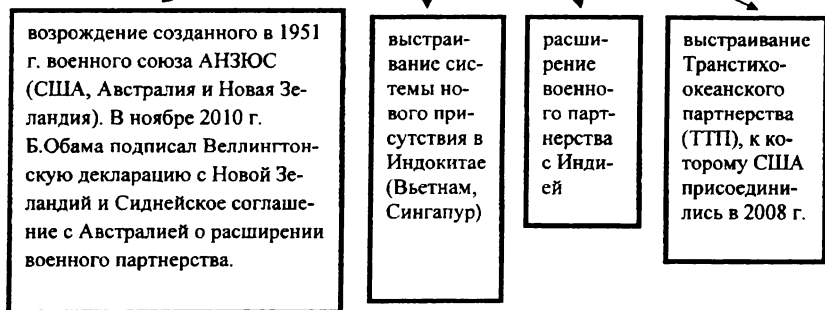 возрождение созданного в 1951
г. военного союза АНЗЮС
(США, Австралия и Новая Зе-
ландия). В ноябре 2010 г.
Б.Обама подписал Веллингтон-
скую декларацию с Новой Зе-
ландий и Сиднейское соглаше-
ние с Австралией о расширении
военного партнерства.
выстраи-
вание сис-
темы но-
вого при-
сутствия в
Индокитае
(Вьетнам,
Сингапур)
расши-
рение
военно-
го парт-
нерства
с Инди-
ей
выстраивание
Транстихо-
океанского
партнерства
(ТТП), к ко-
торому США
присоедини-
лись в 2008 г.